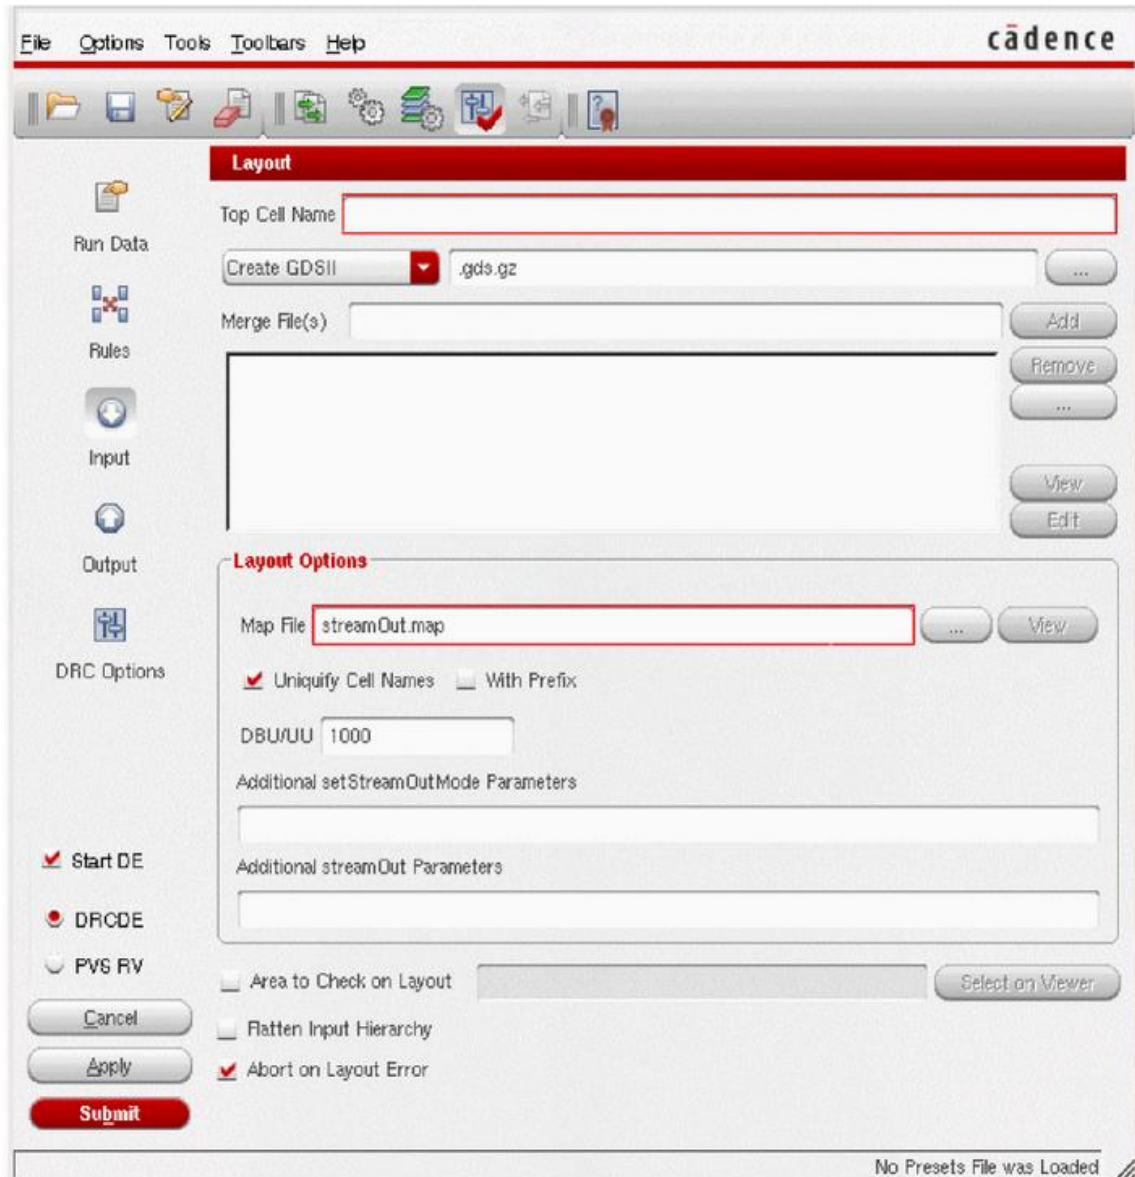 File Options Tools Toolbars Help
cādence
Layout
Run Data
Rules
Input
Output
DRC Options
Top Cell Name
Create GDSII .gds.gz ...
Merge File(s) Add
Remove
...
View
Edit
Layout Options
Map File streamOut.map ... View
Uniquify Cell Names With Prefix
DBU/UU 1000
Additional setStreamOutMode Parameters
Additional streamOut Parameters
Start DE
DRCDE
PVS RV
Cancel
Apply
Submit
Area to Check on Layout Select on Viewer
Flatten Input Hierarchy
Abort on Layout Error
No Presets File was Loaded